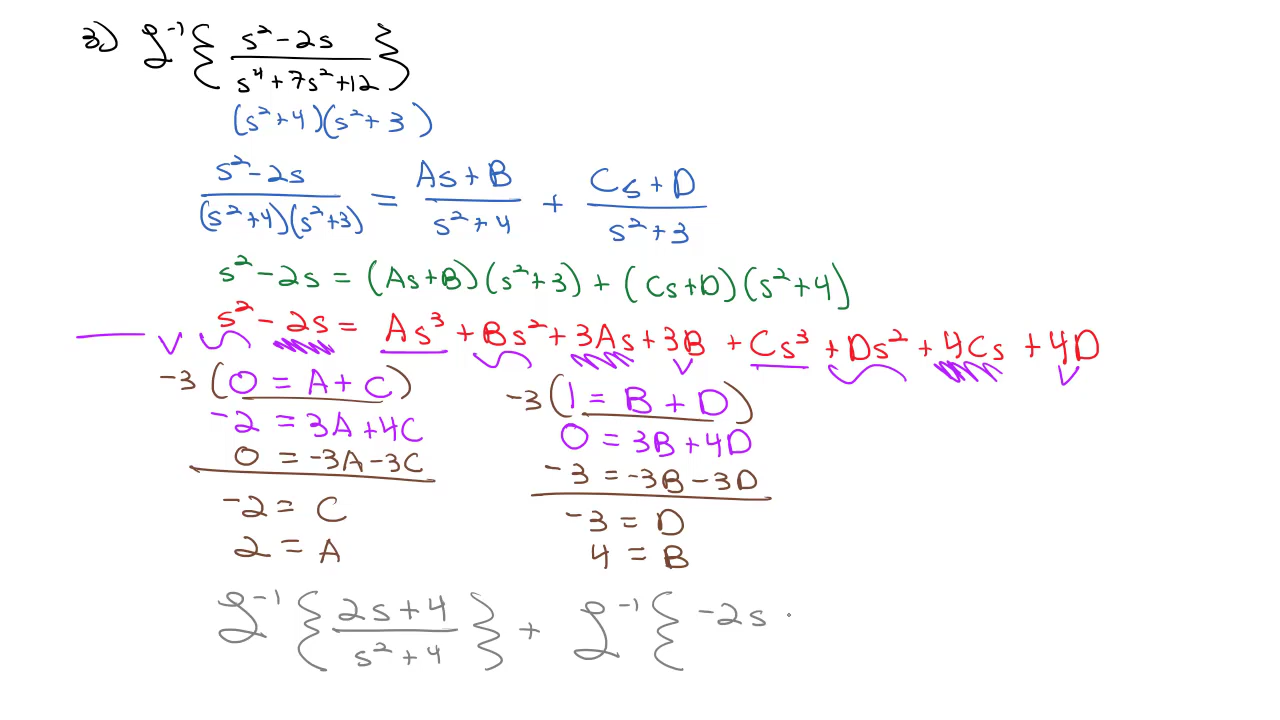 3) ℒ⁻¹{ (s² - 2s)/(s⁴ + 7s² + 12) }
(s² + 4)(s² + 3)
(s² - 2s)/((s² + 4)(s² + 3)) = (As + B)/(s² + 4) + (Cs + D)/(s² + 3)
s² - 2s = (As + B)(s² + 3) + (Cs + D)(s² + 4)
s² - 2s = As³ + Bs² + 3As + 3B + Cs³ + Ds² + 4Cs + 4D
-3(0 = A + C) -3(1 = B + D)
-2 = 3A + 4C 0 = 3B + 4D
0 = -3A - 3C -3 = -3B - 3D
-2 = C -3 = D
2 = A 4 = B
ℒ⁻¹{ (2s + 4)/(s² + 4) } + ℒ⁻¹{ -2s